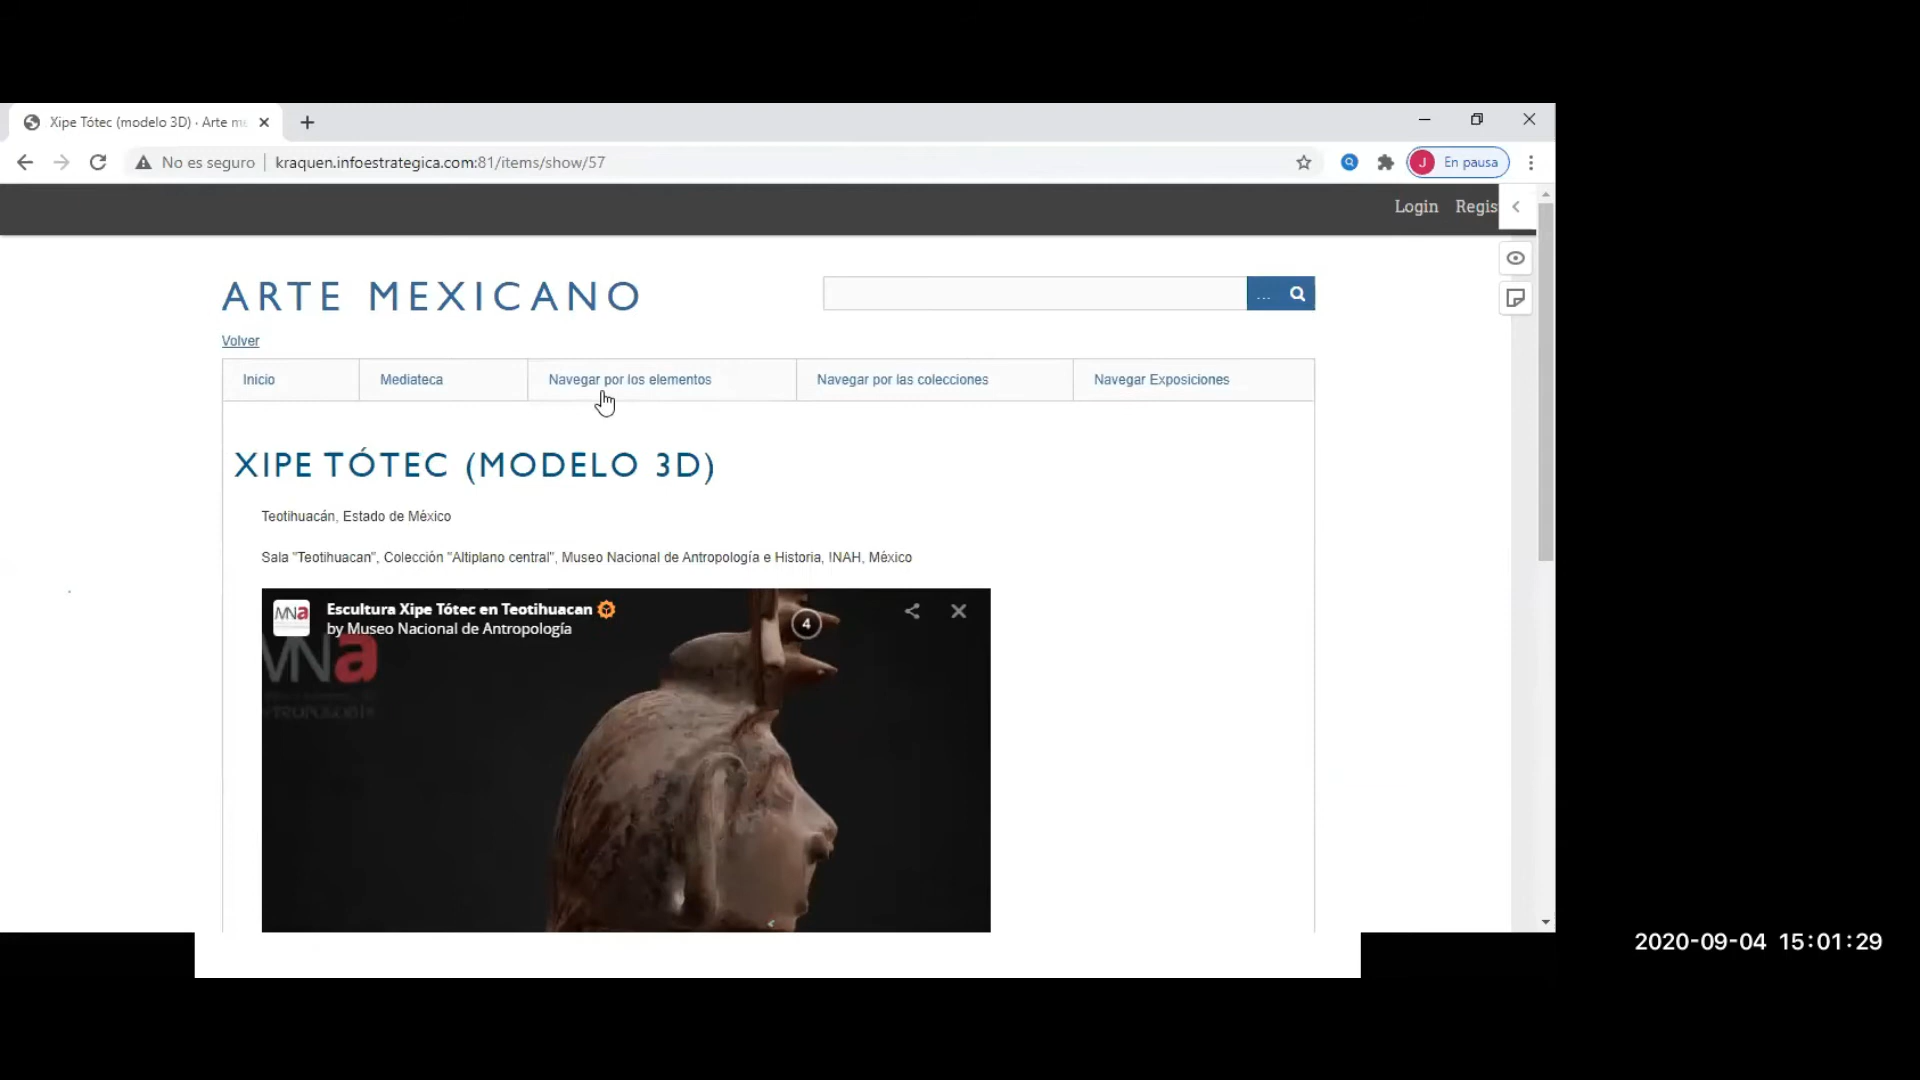 Xipe Tótec (modelo 3D) · Arte me
No es seguro
kraquen.infoestrategica.com:81/items/show/57
J
En pausa
Login
Regis
ARTE MEXICANO
...
Volver
Inicio
Mediateca
Navegar por los elementos
Navegar por las colecciones
Navegar Exposiciones
XIPE TÓTEC (MODELO 3D)
Teotihuacán, Estado de México
Sala "Teotihuacan", Colección "Altiplano central", Museo Nacional de Antropología e Historia, INAH, México
MNa
Escultura Xipe Tótec en Teotihuacan
by Museo Nacional de Antropología
4
MNa
2020-09-04 15:01:29